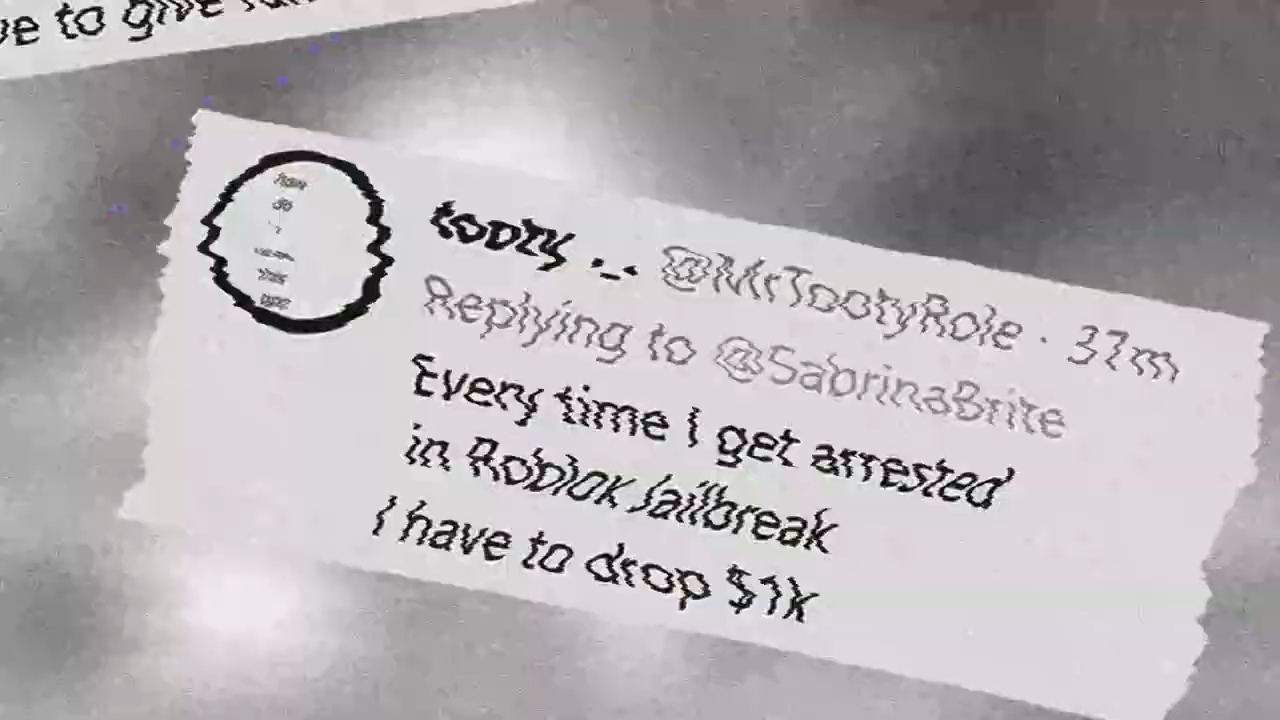 ve to give
tooty ._. @MrTootyRole · 37m
Replying to @SabrinaBrite
Every time I get arrested
in Roblox Jailbreak
I have to drop $1k